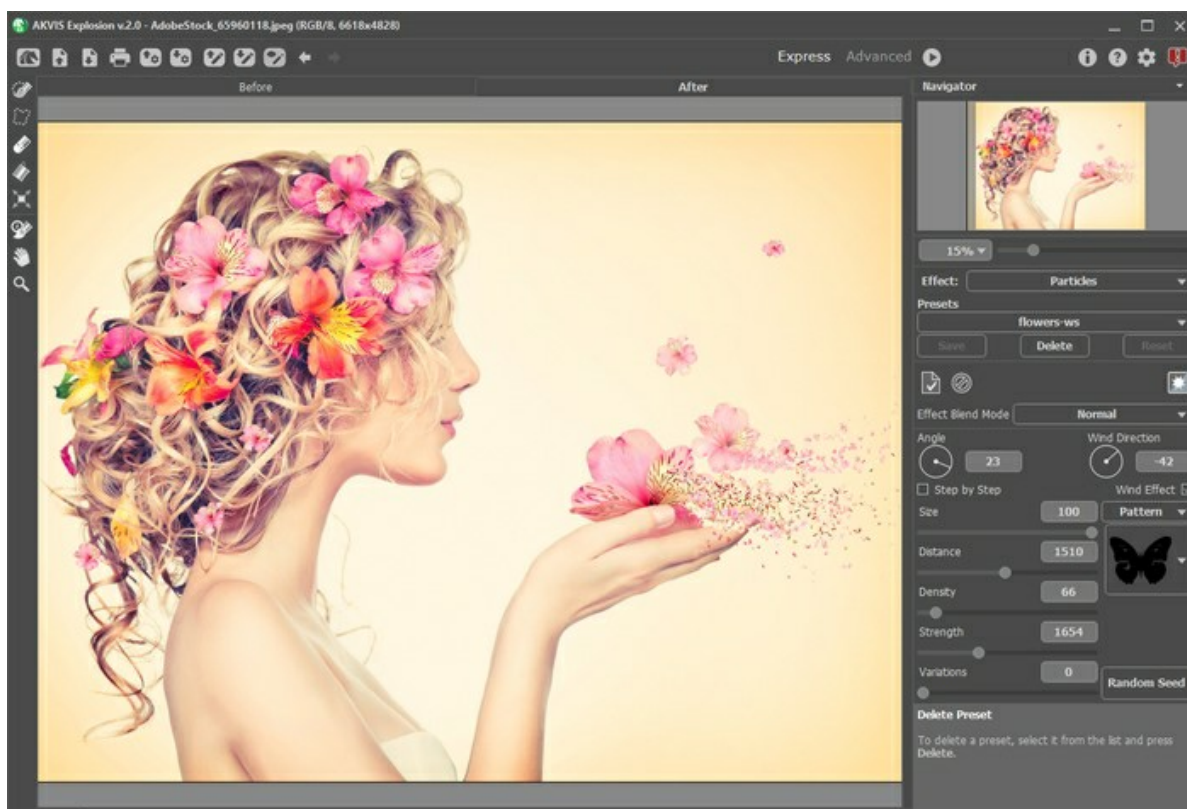 AKVIS Explosion v.2.0 - AdobeStock_65960118.jpeg (RGB/8, 6618x4828)
Express Advanced
Before After
Navigator
15%
Effect: Particles
Presets
flowers-ws
Save Delete Reset
Effect Blend Mode Normal
Angle Wind Direction
23 -42
Step by Step Wind Effect
Size 100 Pattern
Distance 1510
Density 66
Strength 1654
Variations 0 Random Seed
Delete Preset
To delete a preset, select it from the list and press
Delete.